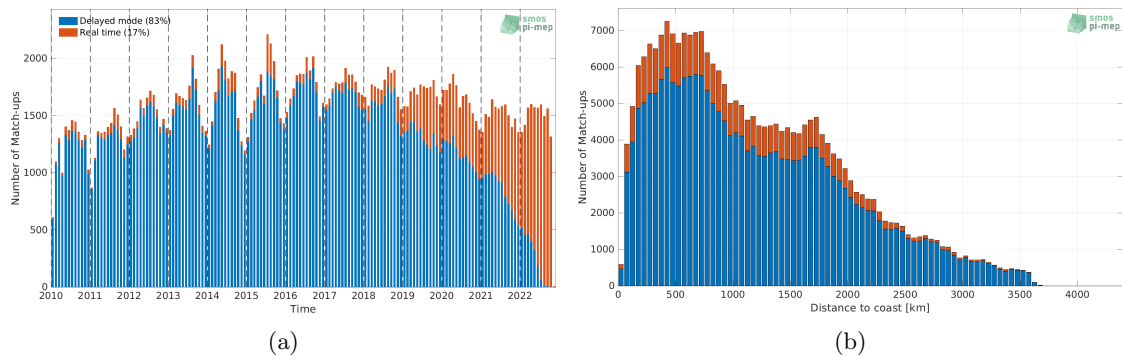 Delayed mode (83%)
Real time (17%)
smos
pi-mep
Number of Match-ups
2000
1500
1000
500
0
2010
2011
2012
2013
2014
2015
2016
2017
2018
2019
2020
2021
2022
Time
(a)
smos
pi-mep
Number of Match-ups
7000
6000
5000
4000
3000
2000
1000
0
0
500
1000
1500
2000
2500
3000
3500
4000
Distance to coast [km]
(b)